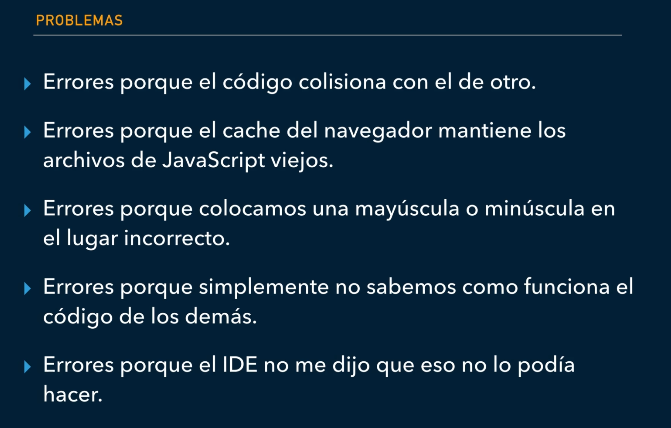 PROBLEMAS
Errores porque el código colisiona con el de otro.
Errores porque el cache del navegador mantiene los
archivos de JavaScript viejos.
Errores porque colocamos una mayúscula o minúscula en
el lugar incorrecto.
Errores porque simplemente no sabemos como funciona el
código de los demás.
Errores porque el IDE no me dijo que eso no lo podía
hacer.